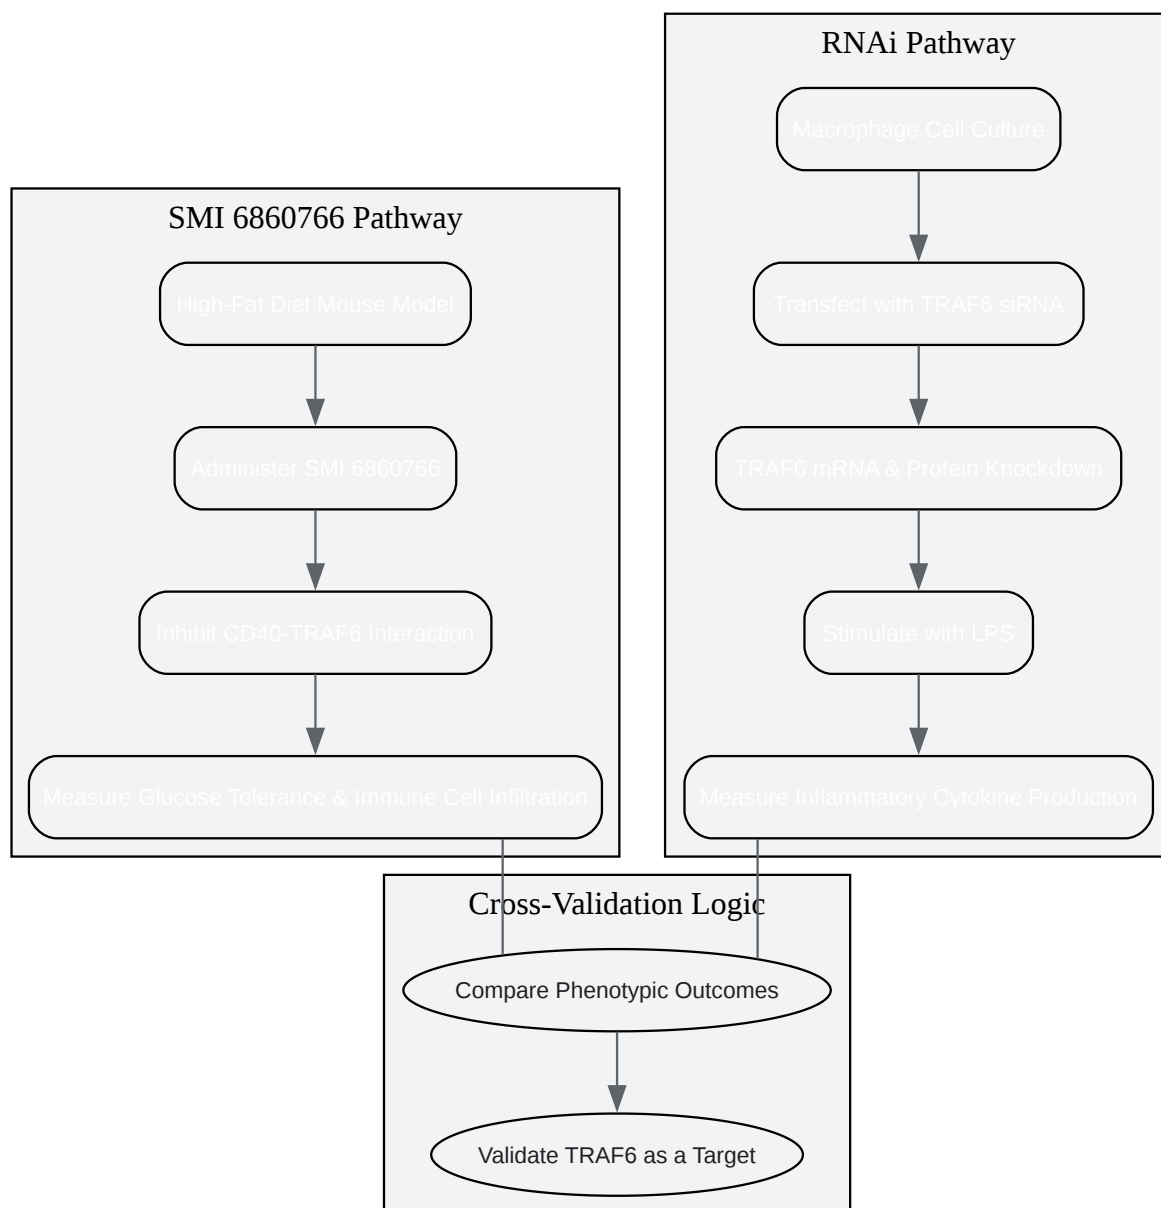 RNAi Pathway
Macrophage Cell Culture
Transfect with TRAF6 siRNA
TRAF6 mRNA & Protein Knockdown
Stimulate with LPS
Measure Inflammatory Cytokine Production
SMI 6860766 Pathway
High-Fat Diet Mouse Model
Administer SMI 6860766
Inhibit CD40-TRAF6 Interaction
Measure Glucose Tolerance & Immune Cell Infiltration
Cross-Validation Logic
Compare Phenotypic Outcomes
Validate TRAF6 as a Target